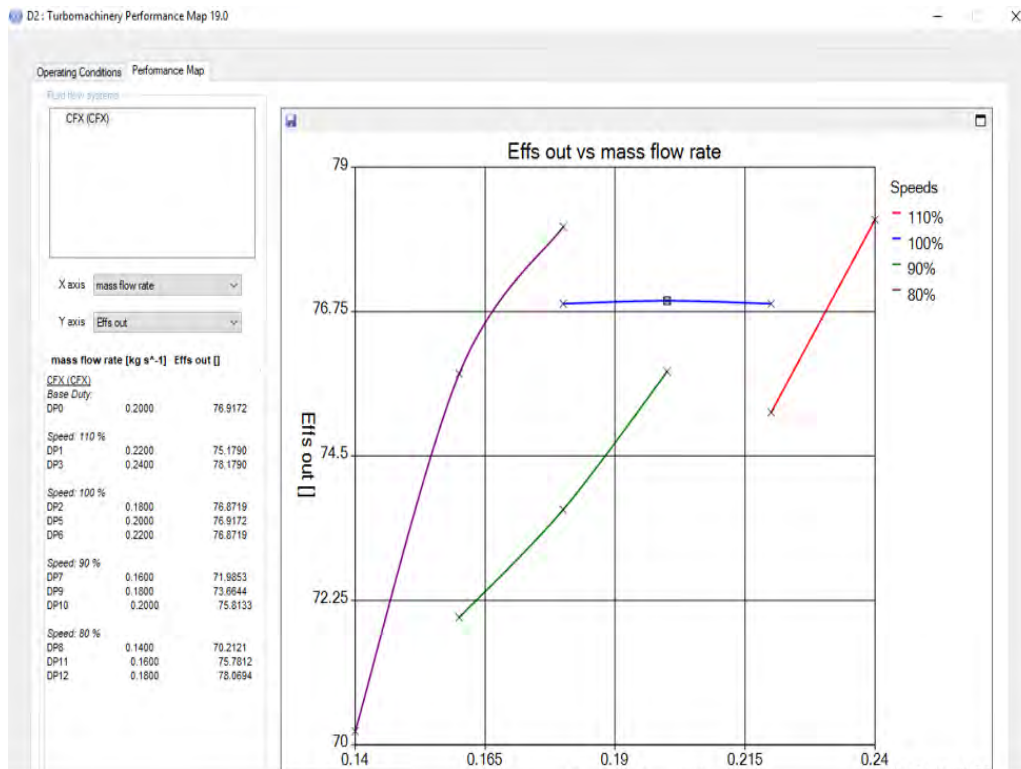 D2 : Turbomachinery Performance Map 19.0
Operating Conditions
Performance Map
Fluid flow systems
CFX (CFX)
X axis mass flow rate
Y axis Effs out
mass flow rate [kg s^-1] Effs out []
CFX (CFX)
Base Duty:
DP0 0.2000 76.9172
Speed: 110 %
DP1 0.2200 75.1790
DP3 0.2400 78.1790
Speed: 100 %
DP2 0.1800 76.8719
DP5 0.2000 76.9172
DP6 0.2200 76.8719
Speed: 90 %
DP7 0.1600 71.9853
DP9 0.1800 73.6644
DP10 0.2000 75.8133
Speed: 80 %
DP8 0.1400 70.2121
DP11 0.1600 75.7812
DP12 0.1800 78.0694
Effs out vs mass flow rate
79
76.75
74.5
72.25
70
Effs out []
0.14 0.165 0.19 0.215 0.24
Speeds
110%
100%
90%
80%